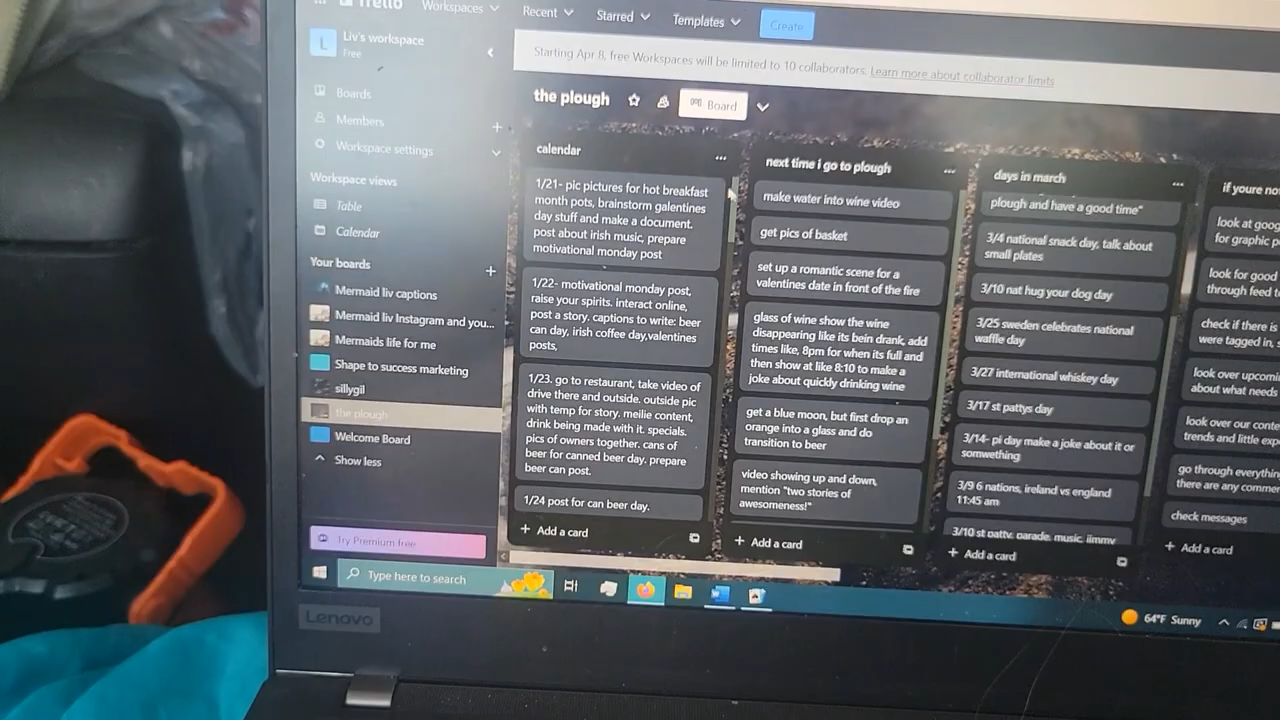 Trello
Workspaces
Recent
Starred
Templates
Create
Liv's workspace
Free
L
Starting Apr 8, free Workspaces will be limited to 10 collaborators. Learn more about collaborator limits
Boards
Members
Workspace settings
Workspace views
Table
Calendar
Your boards
Mermaid liv captions
Mermaid liv Instagram and you...
Mermaids life for me
Shape to success marketing
sillygil
the plough
Welcome Board
Show less
Try Premium free
the plough
Board
calendar
1/21- pic pictures for hot breakfast
month pots, brainstorm galentines
day stuff and make a document.
post about irish music, prepare
motivational monday post
1/22- motivational monday post,
raise your spirits. interact online,
post a story. captions to write: beer
can day, irish coffee day,valentines
posts,
1/23. go to restaurant, take video of
drive there and outside. outside pic
with temp for story. meilie content,
drink being made with it. specials.
pics of owners together. cans of
beer for canned beer day. prepare
beer can post.
1/24 post for can beer day.
Add a card
next time i go to plough
make water into wine video
get pics of basket
set up a romantic scene for a
valentines date in front of the fire
glass of wine show the wine
disappearing like its bein drank, add
times like, 8pm for when its full and
then show at like 8:10 to make a
joke about quickly drinking wine
get a blue moon, but first drop an
orange into a glass and do
transition to beer
video showing up and down,
mention "two stories of
awesomeness!"
Add a card
days in march
plough and have a good time"
3/4 national snack day, talk about
small plates
3/10 nat hug your dog day
3/25 sweden celebrates national
waffle day
3/27 international whiskey day
3/17 st pattys day
3/14- pi day make a joke about it or
somwething
3/9 6 nations, ireland vs england
11:45 am
3/10 st patty, parade, music, jimmy
Add a card
if youre no
look at goog
for graphic p
look for good
through feed t
check if there is
were tagged in, s
look over upcomi
about what needs
look over our conte
trends and little exp
go through everythin
there are any comme
check messages
Add a card
Type here to search
64°F Sunny
Lenovo